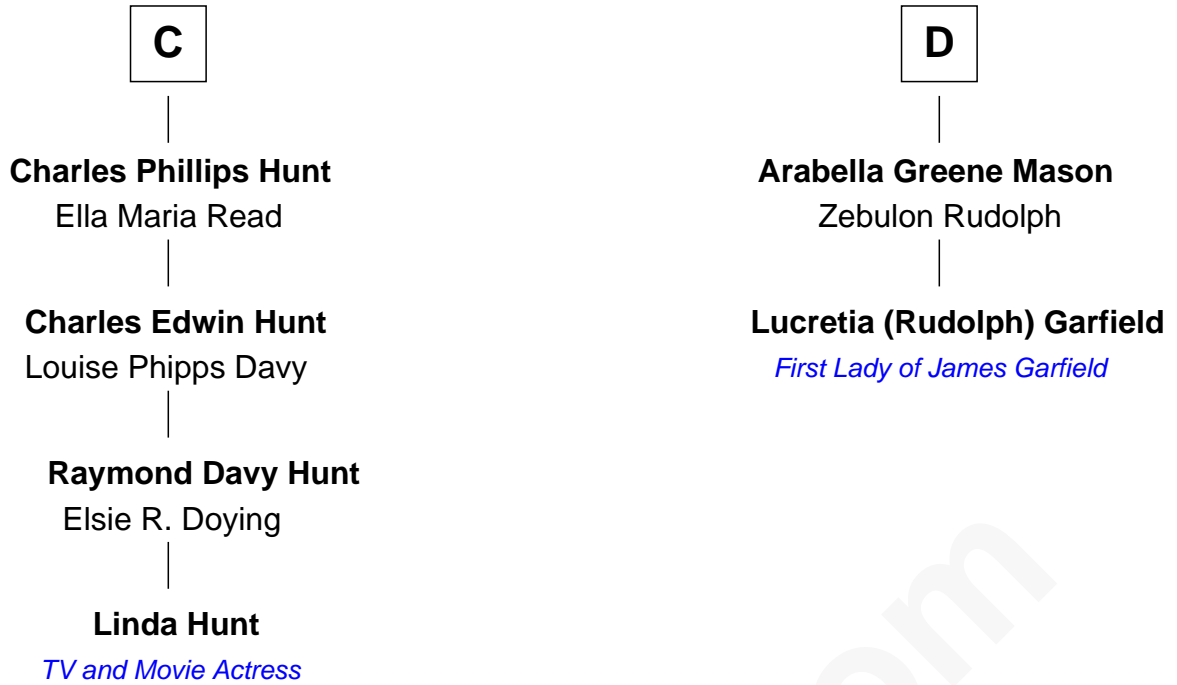 C
Charles Phillips Hunt
Ella Maria Read
Charles Edwin Hunt
Louise Phipps Davy
Raymond Davy Hunt
Elsie R. Doying
Linda Hunt
TV and Movie Actress
D
Arabella Greene Mason
Zebulon Rudolph
Lucretia (Rudolph) Garfield
First Lady of James Garfield
om